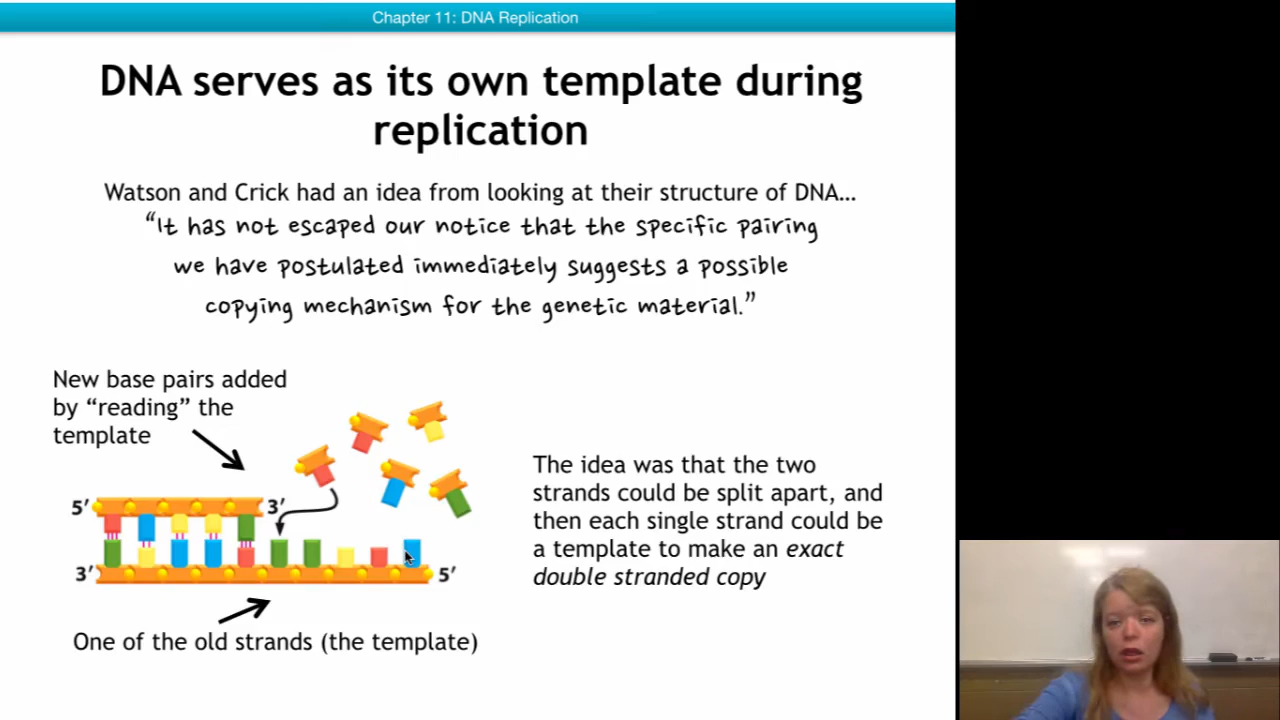 Chapter 11: DNA Replication
DNA serves as its own template during
replication
Watson and Crick had an idea from looking at their structure of DNA…
“It has not escaped our notice that the specific pairing
we have postulated immediately suggests a possible
copying mechanism for the genetic material.”
New base pairs added
by “reading” the
template
5′ 3′
3′ 5′
One of the old strands (the template)
The idea was that the two
strands could be split apart, and
then each single strand could be
a template to make an exact
double stranded copy